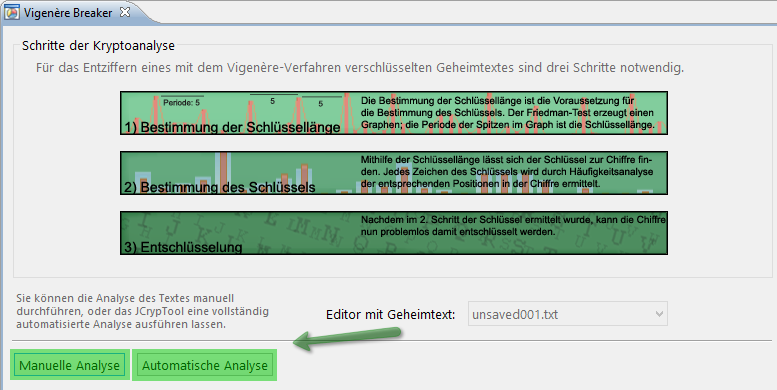 Vigenère Breaker
Schritte der Kryptoanalyse
Für das Entziffern eines mit dem Vigenère-Verfahren verschlüsselten Geheimtextes sind drei Schritte notwendig.
Periode: 5
5
5
Die Bestimmung der Schlüssellänge ist die Voraussetzung für
die Bestimmung des Schlüssels. Der Friedman-Test erzeugt einen
Graphen; die Periode der Spitzen im Graph ist die Schlüssellänge.
1) Bestimmung der Schlüssellänge
Mithilfe der Schlüssellänge lässt sich der Schlüssel zur Chiffre fin-
den. Jedes Zeichen des Schlüssels wird durch Häufigkeitsanalyse
der entsprechenden Positionen in der Chiffre ermittelt.
2) Bestimmung des Schlüssels
Nachdem im 2. Schritt der Schlüssel ermittelt wurde, kann die Chiffre
nun problemlos damit entschlüsselt werden.
3) Entschlüsselung
Sie können die Analyse des Textes manuell
durchführen, oder das JCrypTool eine vollständig
automatisierte Analyse ausführen lassen.
Editor mit Geheimtext:
unsaved001.txt
Manuelle Analyse
Automatische Analyse